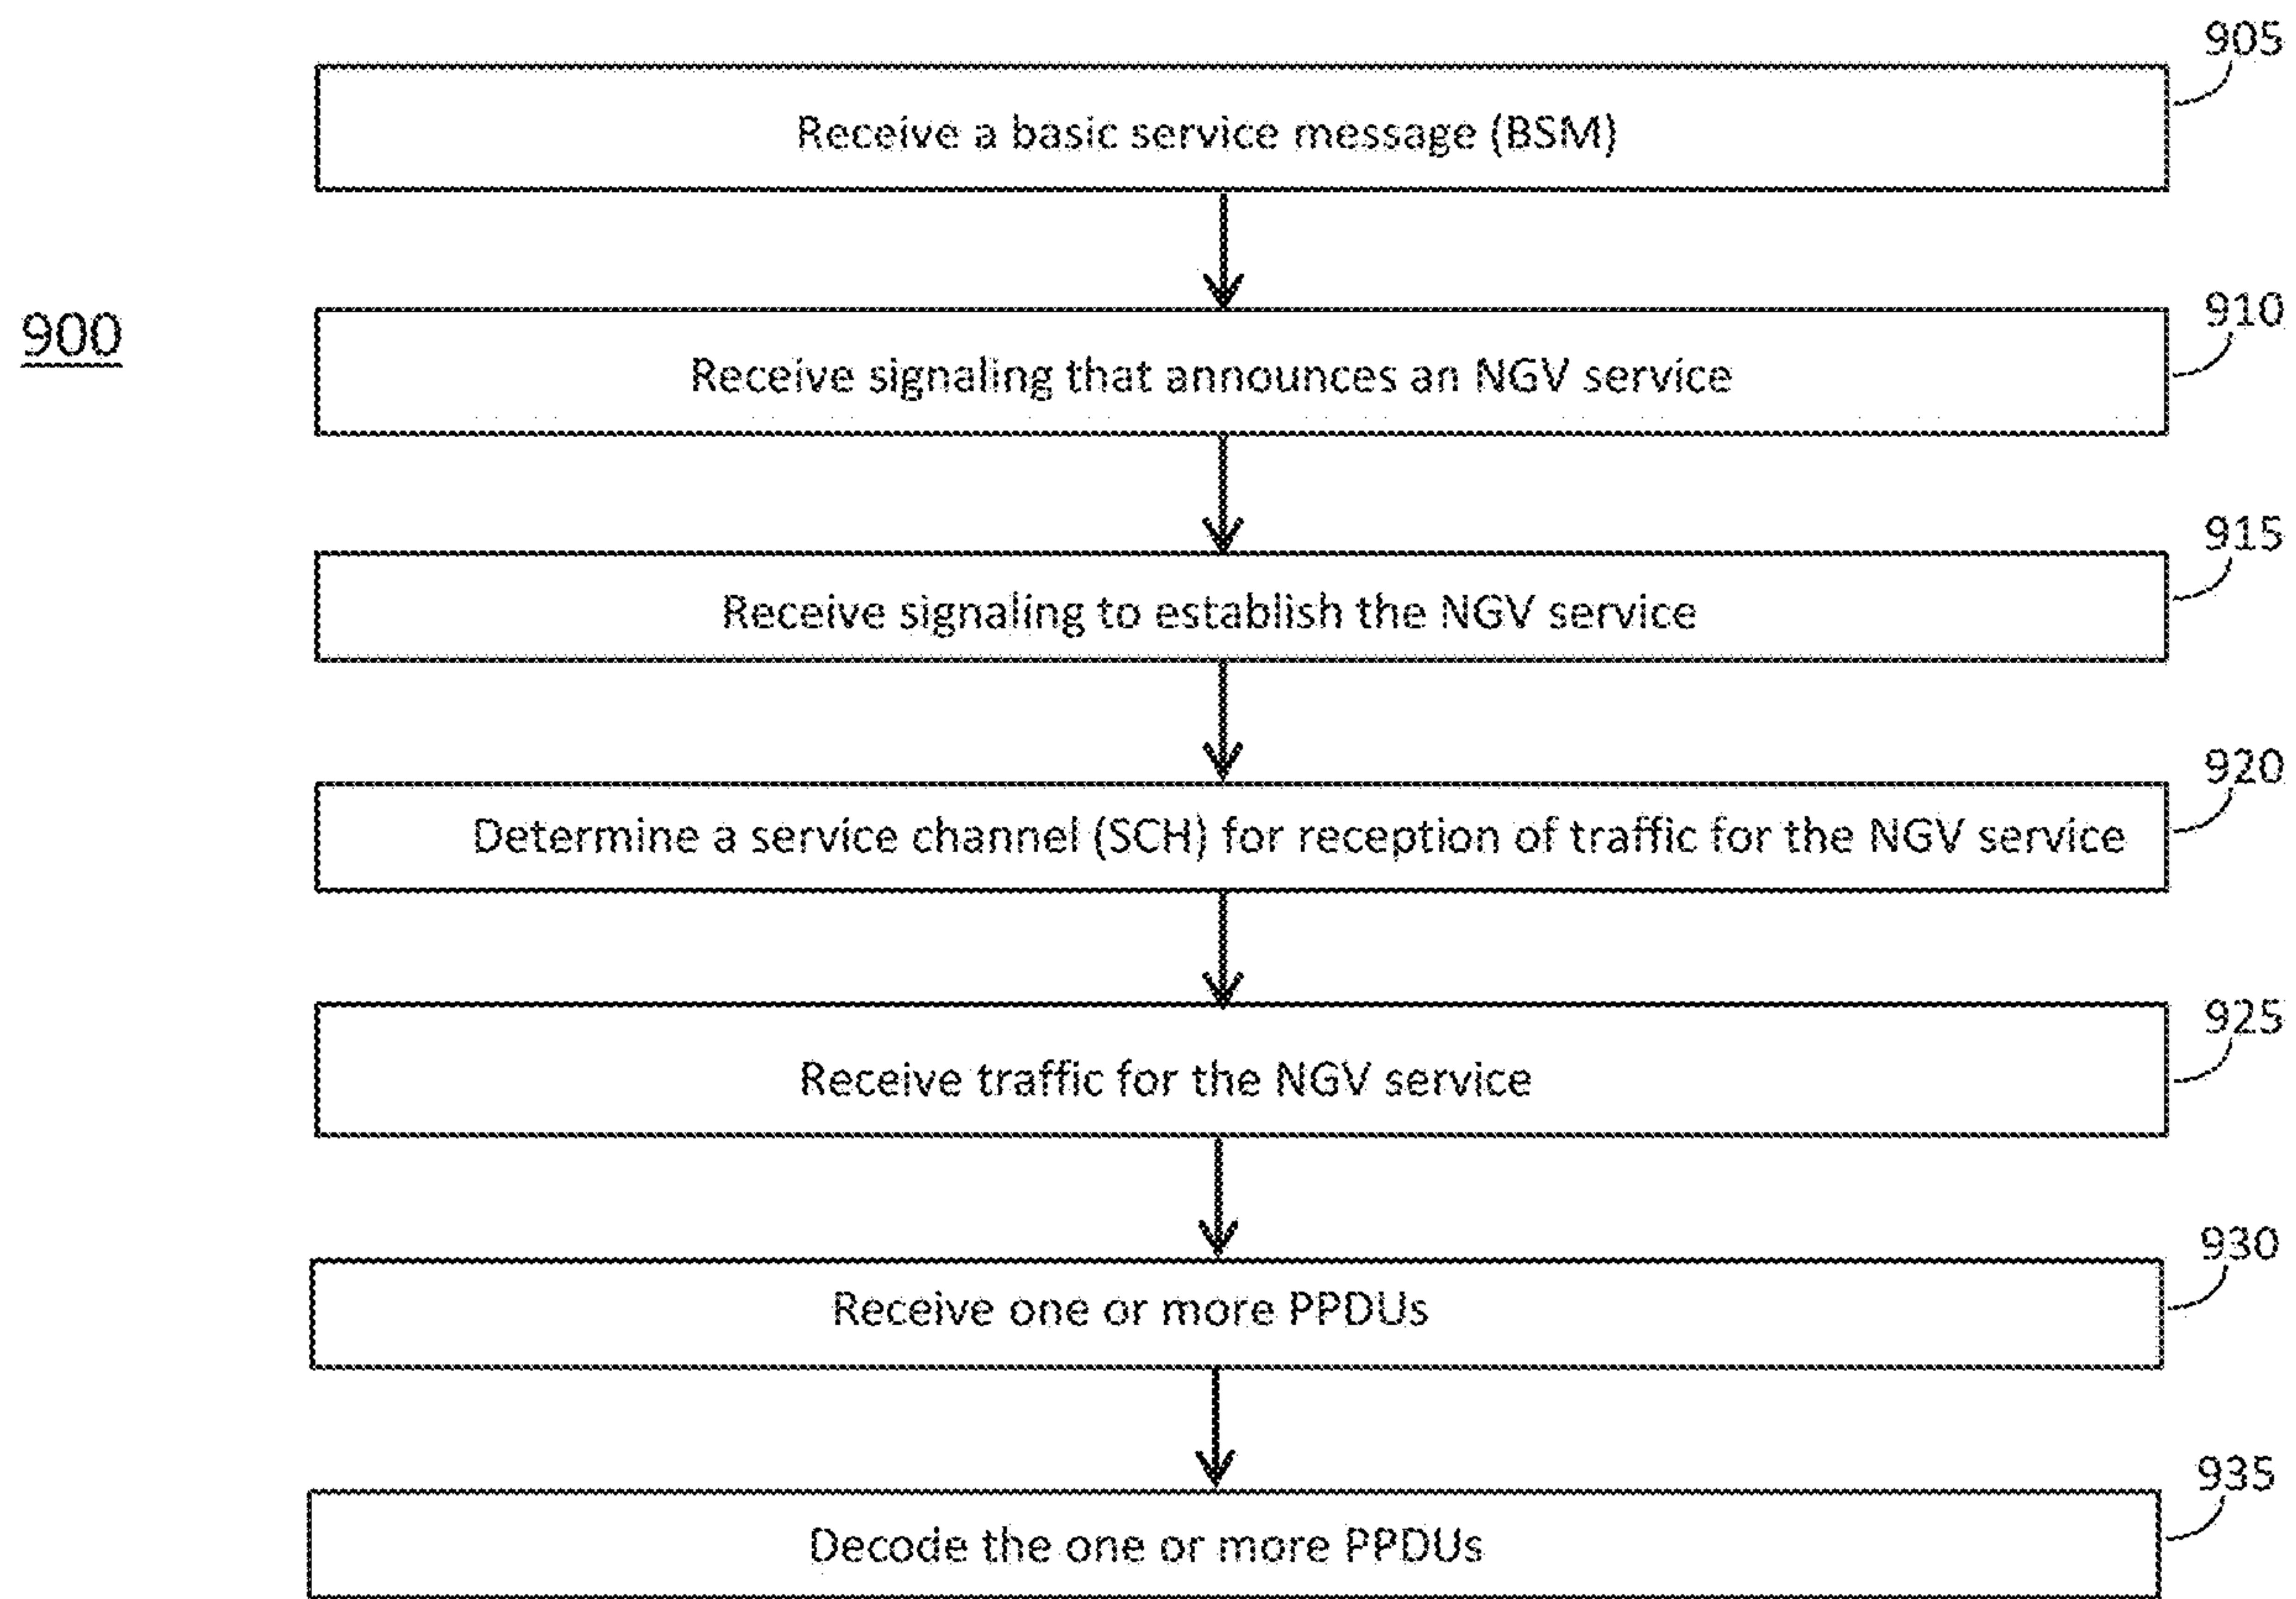 905
Receive a basic service message (BSM)
910
900
Receive signaling that announces an NGV service
915
Receive signaling to establish the NGV service
920
Determine a service channel (SCH) for reception of traffic for the NGV service
925
Receive traffic for the NGV service
930
Receive one or more PPDUs
935
Decode the one or more PPDUs